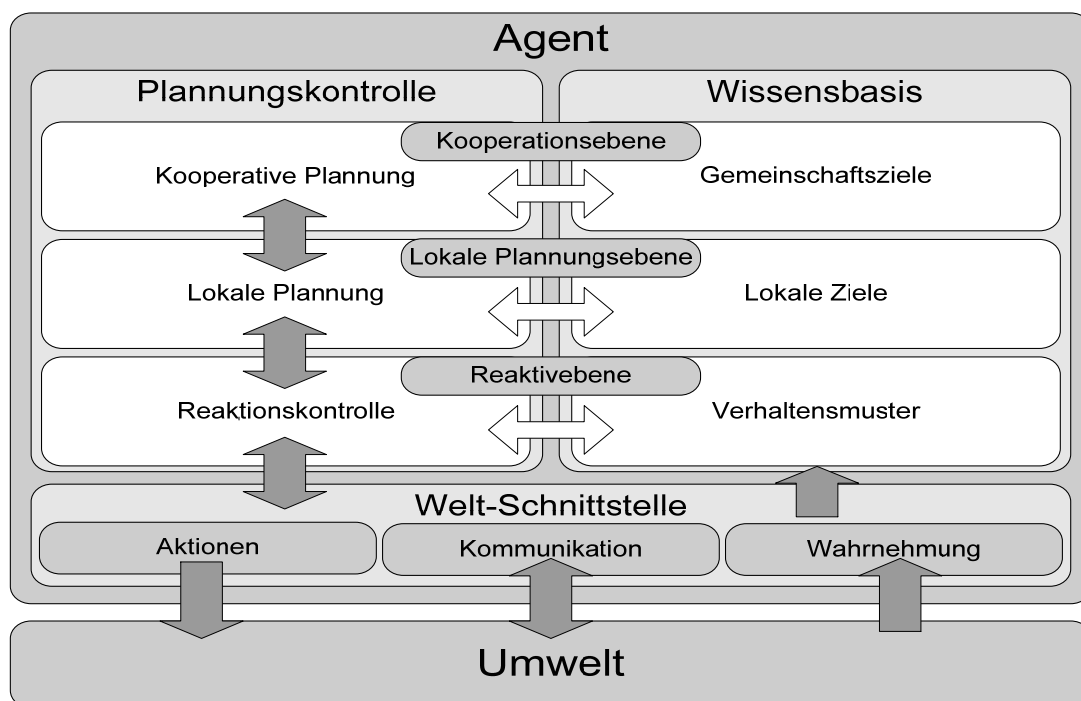 Agent
Plannungskontrolle
Wissensbasis
Kooperationsebene
Kooperative Plannung
Gemeinschaftsziele
Lokale Plannungsebene
Lokale Plannung
Lokale Ziele
Reaktivebene
Reaktionskontrolle
Verhaltensmuster
Welt-Schnittstelle
Aktionen
Kommunikation
Wahrnehmung
Umwelt